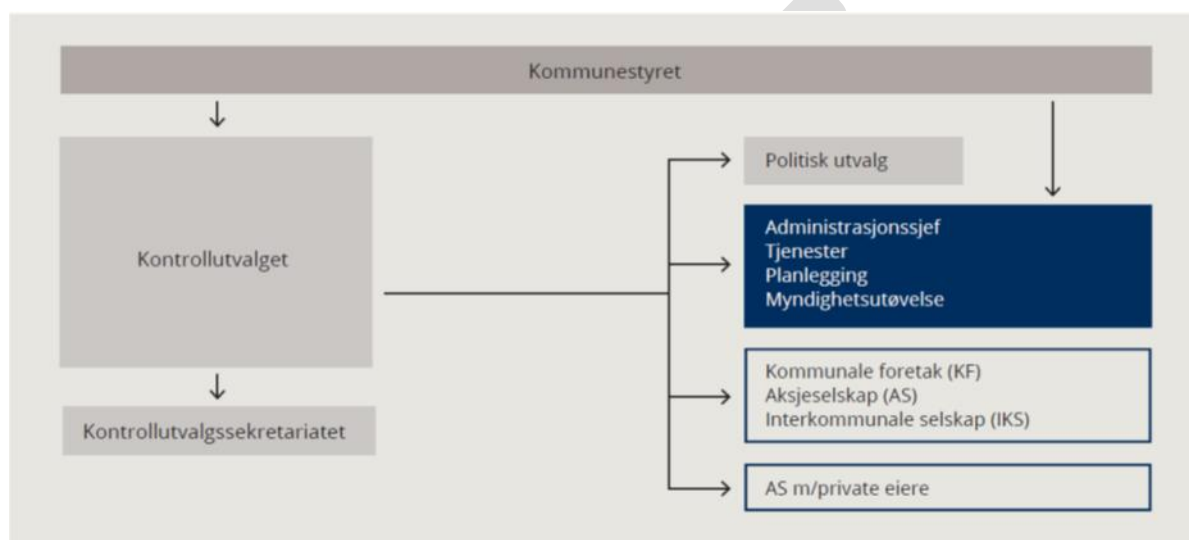 Kommunestyret
Kontrollutvalget
Kontrollutvalgssekretariatet
Politisk utvalg
Administrasjonssjef
Tjenester
Planlegging
Myndighetsutøvelse
Kommunale foretak (KF)
Aksjeselskap (AS)
Interkommunale selskap (IKS)
AS m/private eiere